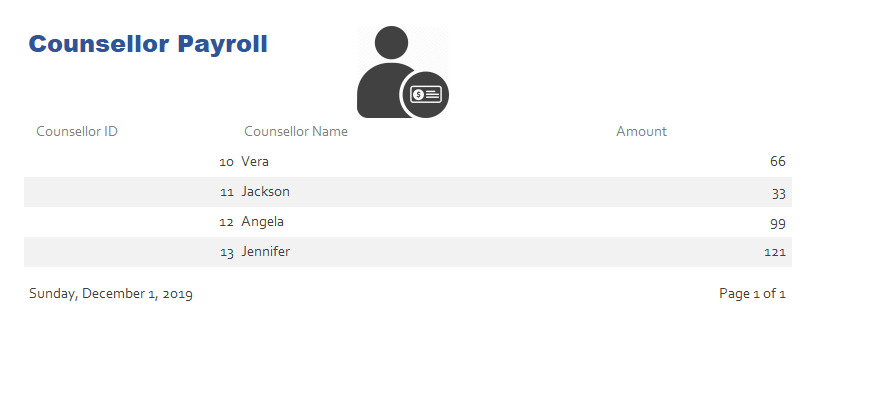 Counsellor Payroll
$
Counsellor ID Counsellor Name Amount
10 Vera 66
11 Jackson 33
12 Angela 99
13 Jennifer 121
Sunday, December 1, 2019 Page 1 of 1